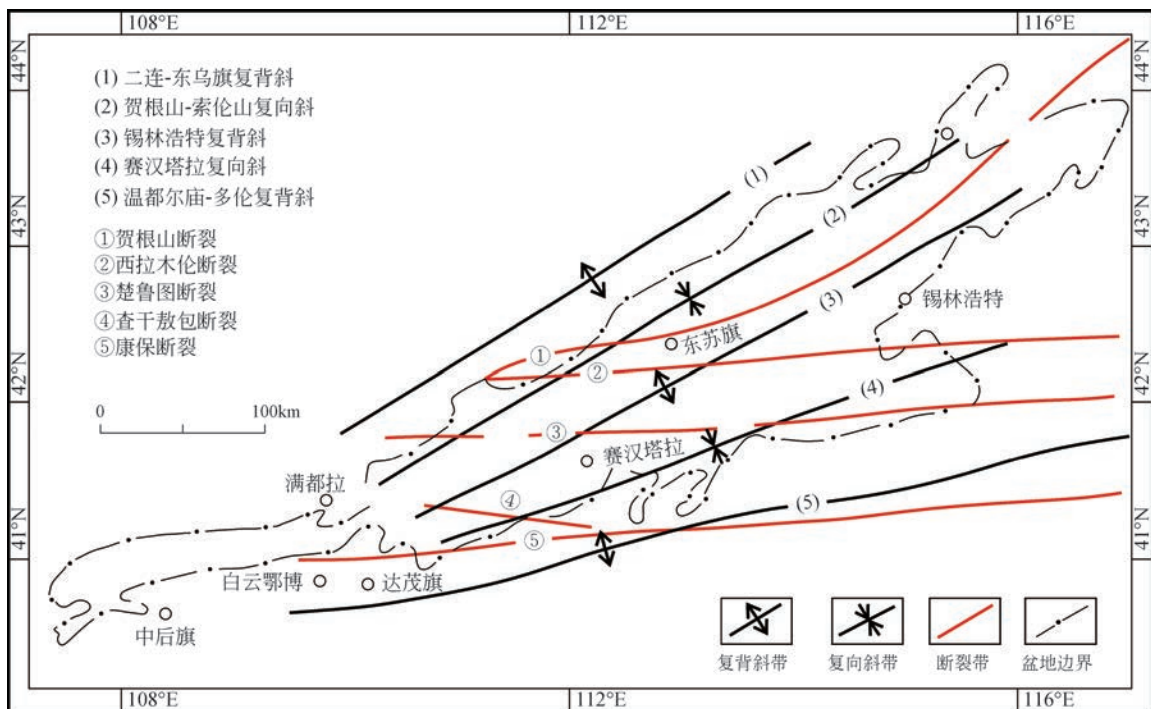 108°E 112°E 116°E
44°N 44°N
(1) 二连-东乌旗复背斜
(2) 贺根山-索伦山复向斜
(3) 锡林浩特复背斜
(4) 赛汉塔拉复向斜
(5) 温都尔庙-多伦复背斜
①贺根山断裂
②西拉木伦断裂
③楚鲁图断裂
④查干敖包断裂
⑤康保断裂
(1)
(2)
43°N 43°N
(3)
锡林浩特
①
东苏旗
②
42°N 42°N
(4)
0 100km
③
赛汉塔拉
满都拉
④
(5)
41°N 41°N
⑤
白云鄂博
达茂旗
中后旗
复背斜带 复向斜带 断裂带 盆地边界
108°E 112°E 116°E